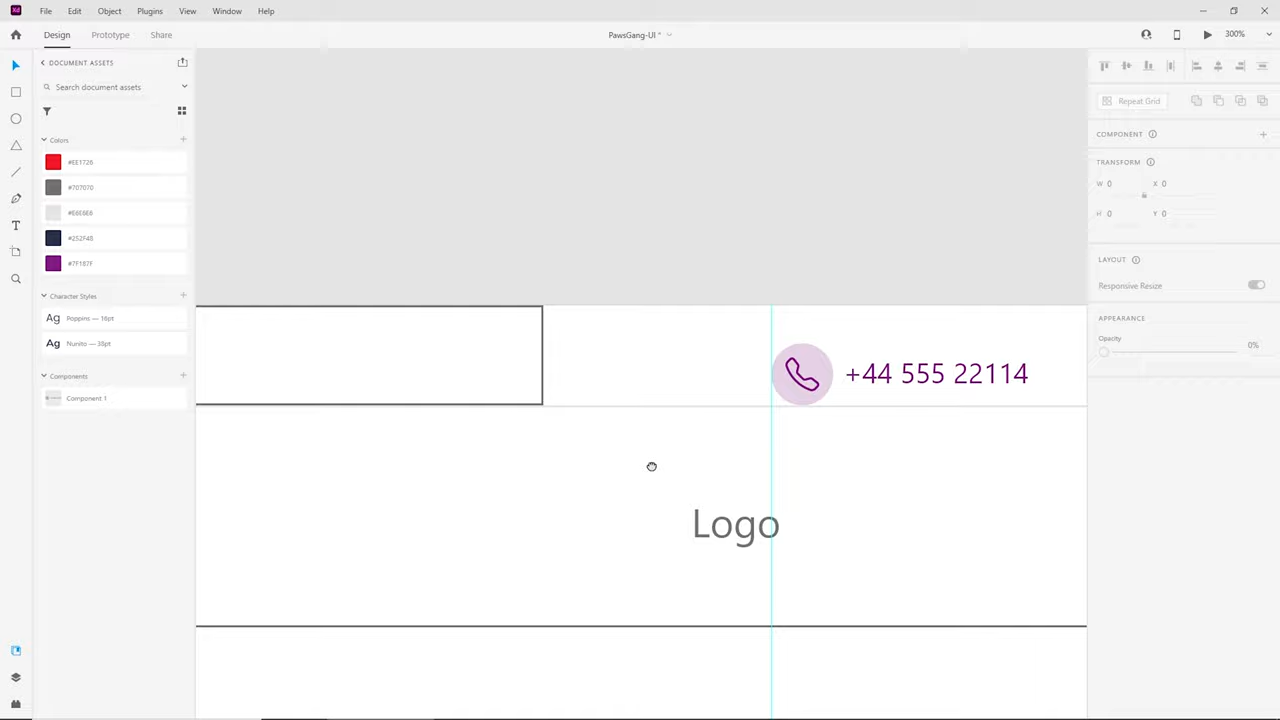 Xd File Edit Object Plugins View Window Help
Design Prototype Share PawsGang-UI * 300%
DOCUMENT ASSETS
Search document assets
Repeat Grid
Colors
COMPONENT
#EE1726
TRANSFORM
#707070
W 0 X 0
#E6E6E6
H 0 Y 0
#252F48
#7F187F
LAYOUT
Responsive Resize
Character Styles
Ag Poppins — 16pt
APPEARANCE
Opacity
0%
Ag Nunito — 38pt
Components
Component 1
+44 555 22114
Logo
T